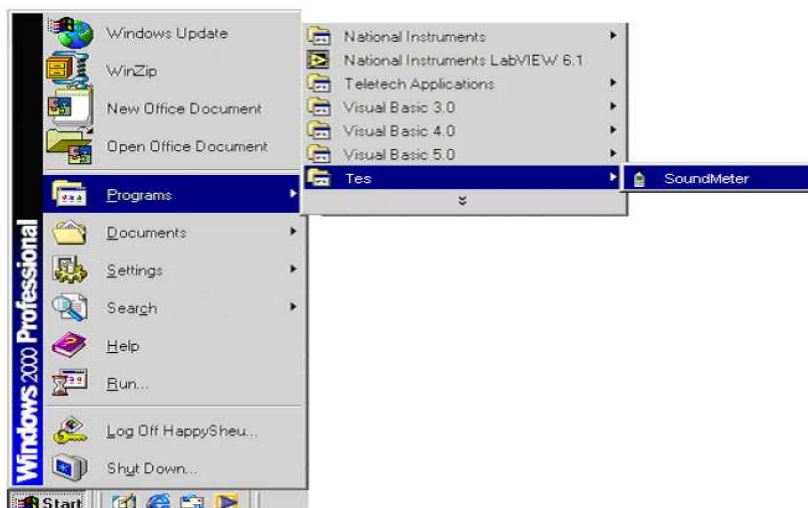 Windows Update
WinZip
New Office Document
Open Office Document
Programs
Documents
Settings
Search
Help
Run...
Log Off HappySheu...
Shut Down...
Windows 2000 Professional
Start
National Instruments
National Instruments LabVIEW 6.1
Teletech Applications
Visual Basic 3.0
Visual Basic 4.0
Visual Basic 5.0
Tes
SoundMeter